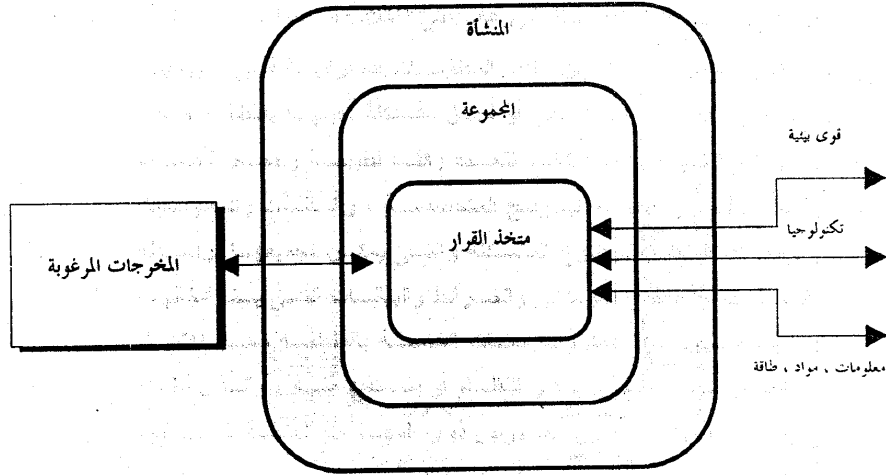 المنشأة
المجموعة
قوى بيئية
متخذ القرار
تكنولوجيا
المخرجات المرغوبة
معلومات ، مواد ، طاقة